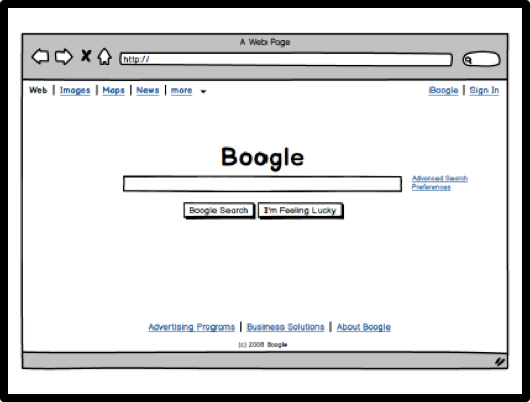 A Web Page
http://
Web | Images | Maps | News | more
iBoogle | Sign In
Boogle
Advanced Search
Preferences
Boogle Search
I'm Feeling Lucky
Advertising Programs | Business Solutions | About Boogle
(c) 2008 Boogle